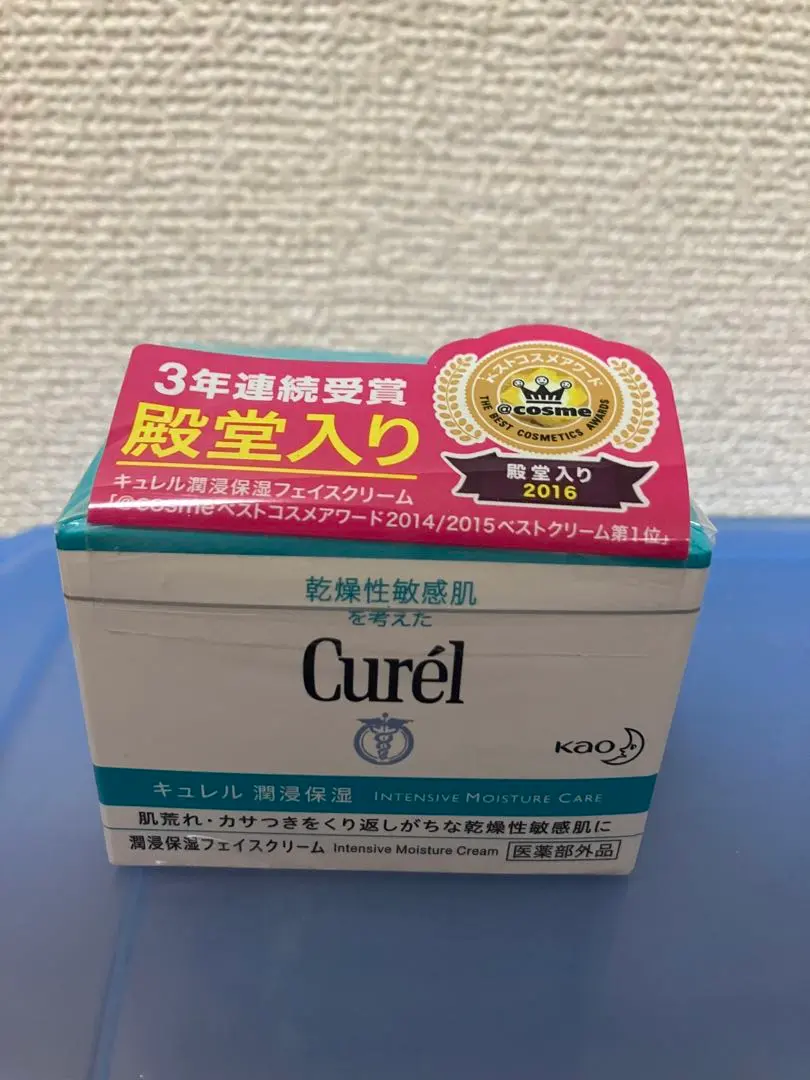 3年連続受賞
殿堂入り
キュレル潤浸保湿フェイスクリーム
「@cosmeベストコスメアワード2014/2015ベストクリーム第1位」
ベストコスメアワード
@cosme
THE BEST COSMETICS AWARDS
殿堂入り
2016
乾燥性敏感肌
を考えた
Curél
Kao
キュレル 潤浸保湿 INTENSIVE MOISTURE CARE
肌荒れ・カサつきをくり返しがちな乾燥性敏感肌に
潤浸保湿フェイスクリーム Intensive Moisture Cream 医薬部外品